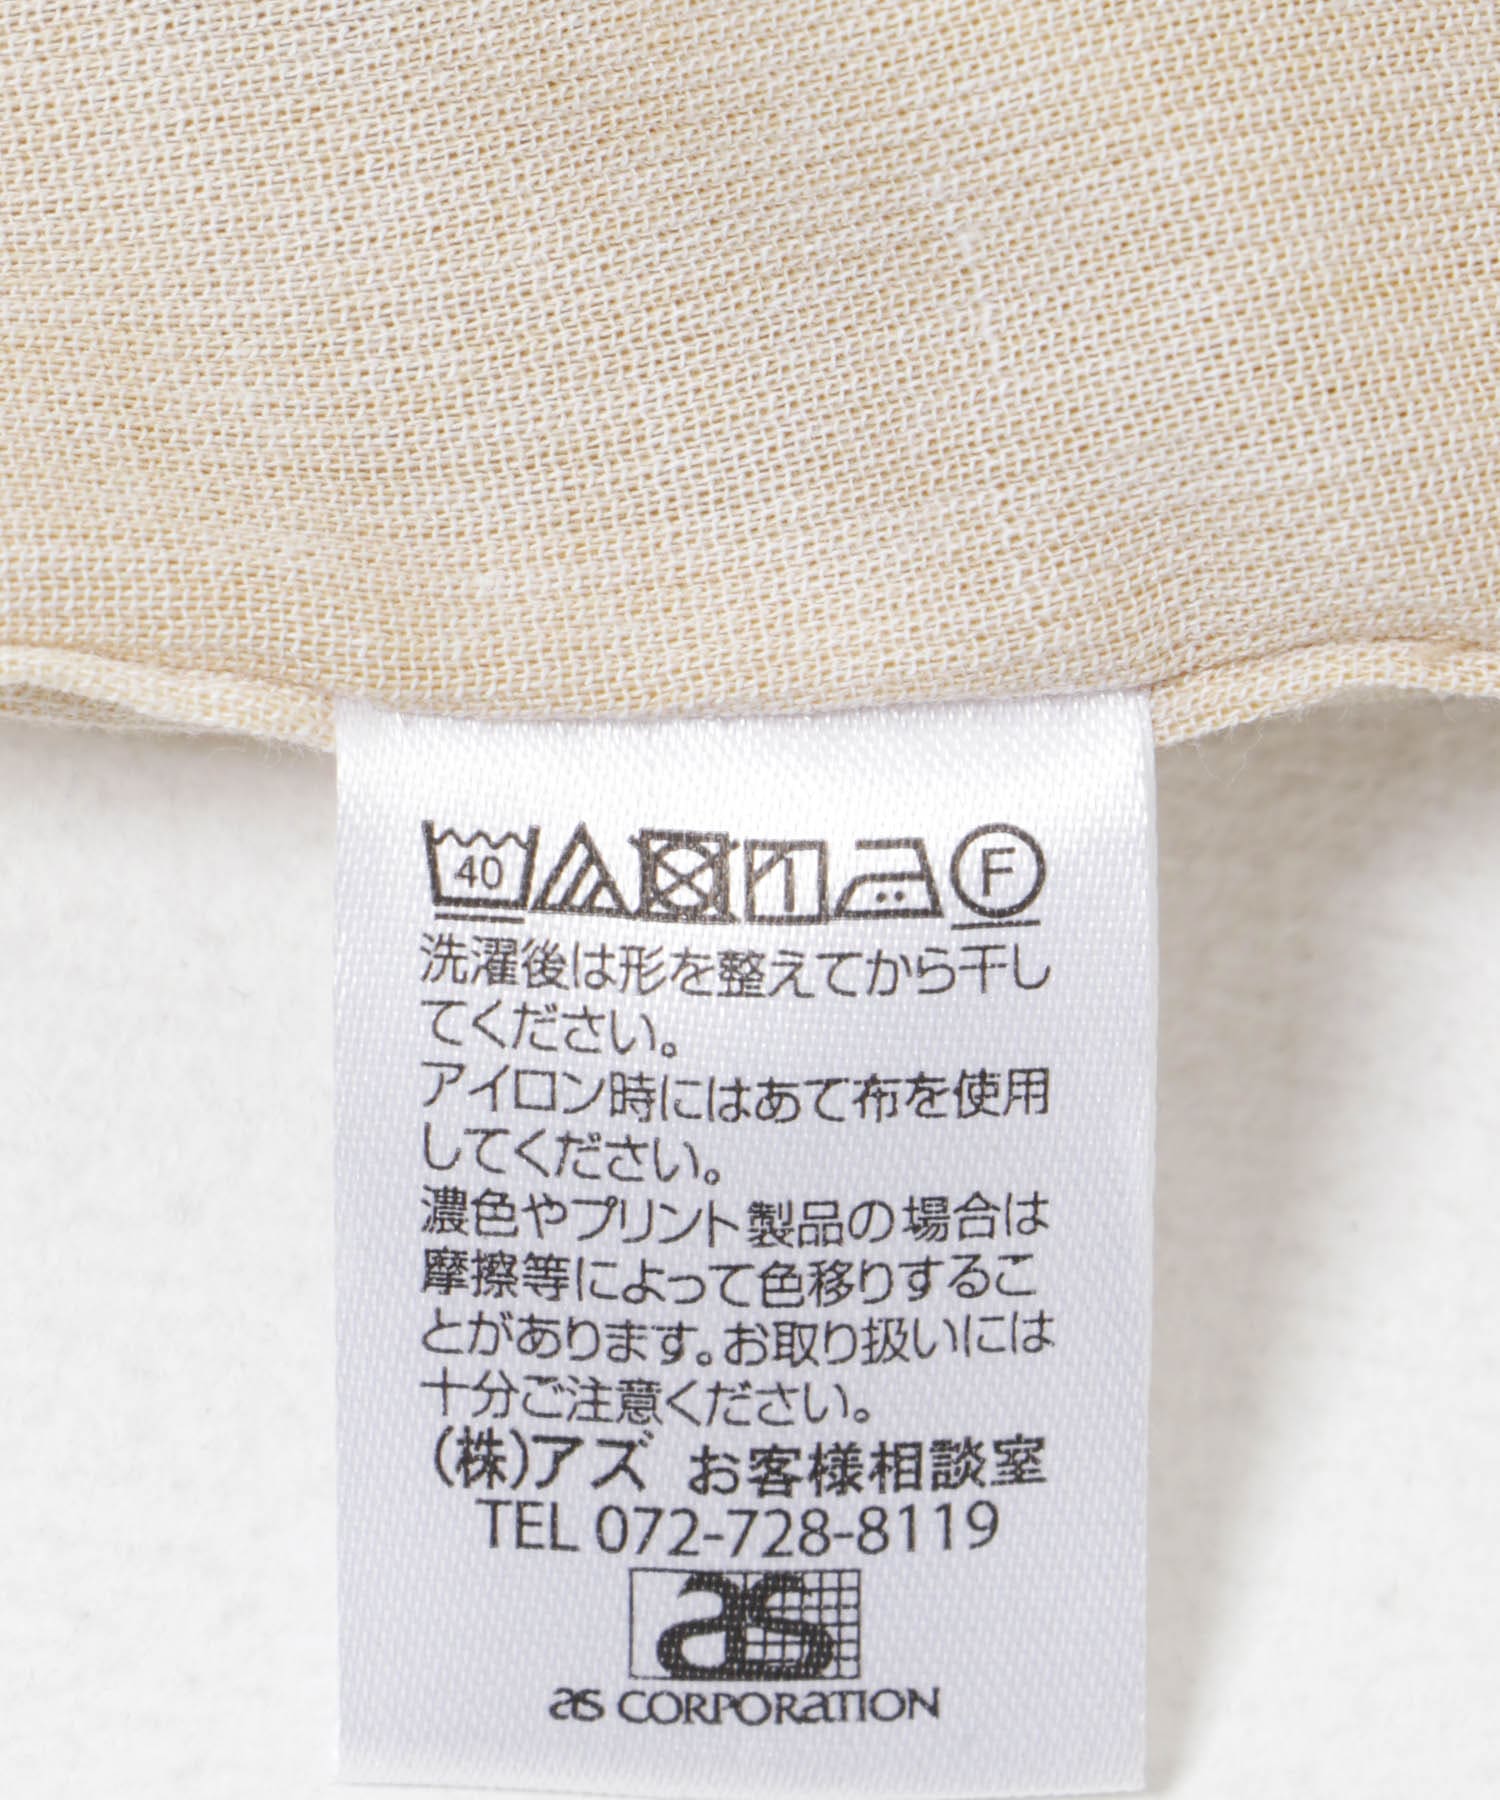 40 F
洗濯後は形を整えてから干し
てください。
アイロン時にはあて布を使用
してください。
濃色やプリント製品の場合は
摩擦等によって色移りするこ
とがあります。お取り扱いには
十分ご注意ください。
(株)アズ お客様相談室
TEL 072-728-8119
as
as CORPORATION